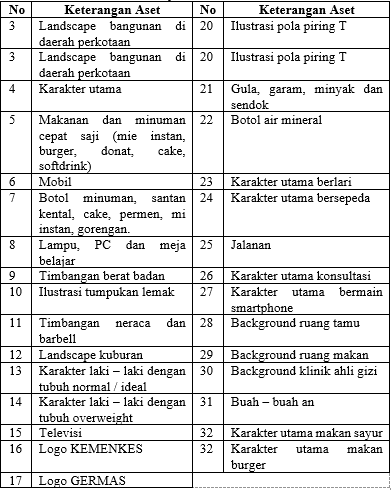 No Keterangan Aset No Keterangan Aset
3 Landscape bangunan di 20 Ilustrasi pola piring T
daerah perkotaan
3 Landscape bangunan di 20 Ilustrasi pola piring T
daerah perkotaan
4 Karakter utama 21 Gula, garam, minyak dan
sendok
5 Makanan dan minuman 22 Botol air mineral
cepat saji (mie instan,
burger, donat, cake,
softdrink)
6 Mobil 23 Karakter utama berlari
7 Botol minuman, santan 24 Karakter utama bersepeda
kental, cake, permen, mi
instan, gorengan.
8 Lampu, PC dan meja 25 Jalanan
belajar
9 Timbangan berat badan 26 Karakter utama konsultasi
10 Ilustrasi tumpukan lemak 27 Karakter utama bermain
smartphone
11 Timbangan neraca dan 28 Background ruang tamu
barbell
12 Landscape kuburan 29 Background ruang makan
13 Karakter laki – laki dengan 30 Background klinik ahli gizi
tubuh normal / ideal
14 Karakter laki – laki dengan 31 Buah – buah an
tubuh overweight
15 Televisi 32 Karakter utama makan sayur
16 Logo KEMENKES 32 Karakter utama makan
burger
17 Logo GERMAS